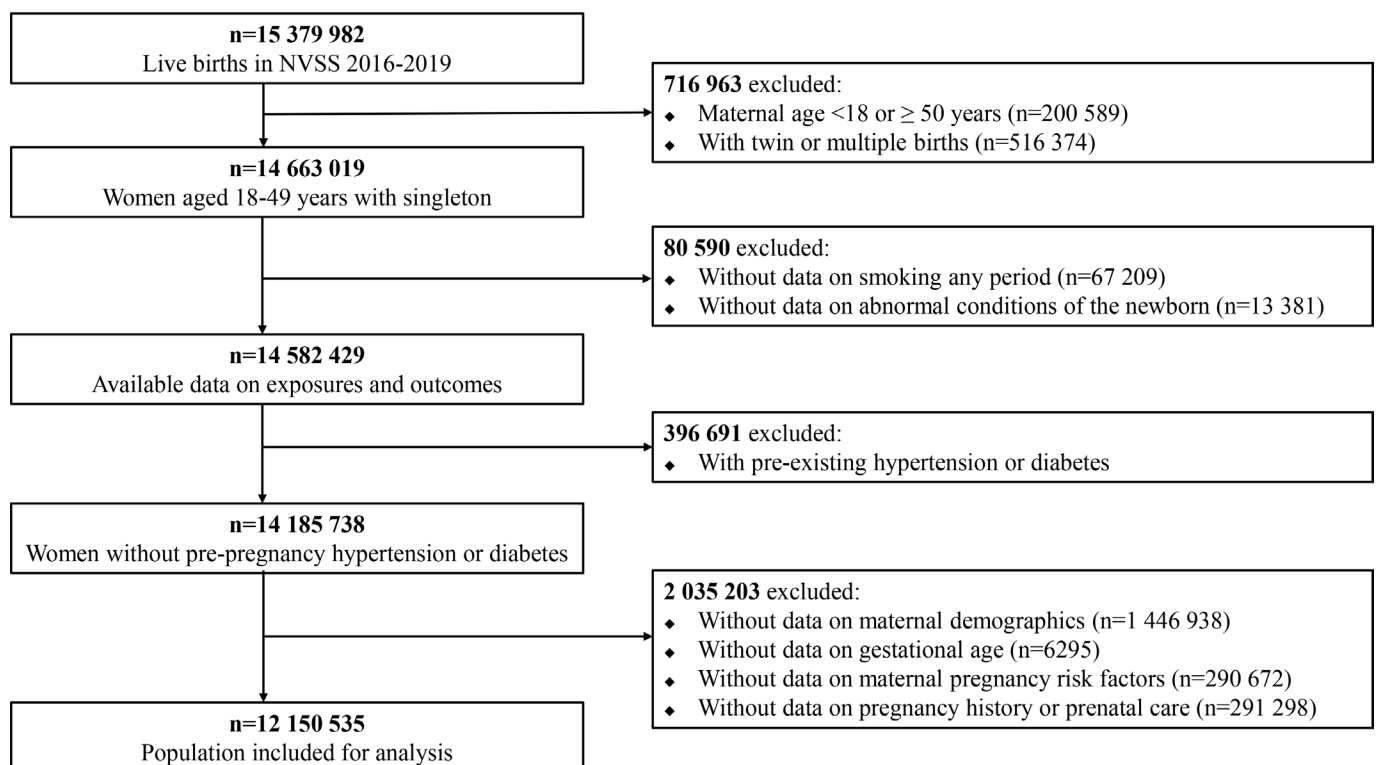 n=15 379 982
Live births in NVSS 2016-2019
716 963 excluded:
◆ Maternal age <18 or ≥ 50 years (n=200 589)
◆ With twin or multiple births (n=516 374)
n=14 663 019
Women aged 18-49 years with singleton
80 590 excluded:
◆ Without data on smoking any period (n=67 209)
◆ Without data on abnormal conditions of the newborn (n=13 381)
n=14 582 429
Available data on exposures and outcomes
396 691 excluded:
◆ With pre-existing hypertension or diabetes
n=14 185 738
Women without pre-pregnancy hypertension or diabetes
2 035 203 excluded:
◆ Without data on maternal demographics (n=1 446 938)
◆ Without data on gestational age (n=6295)
◆ Without data on maternal pregnancy risk factors (n=290 672)
◆ Without data on pregnancy history or prenatal care (n=291 298)
n=12 150 535
Population included for analysis